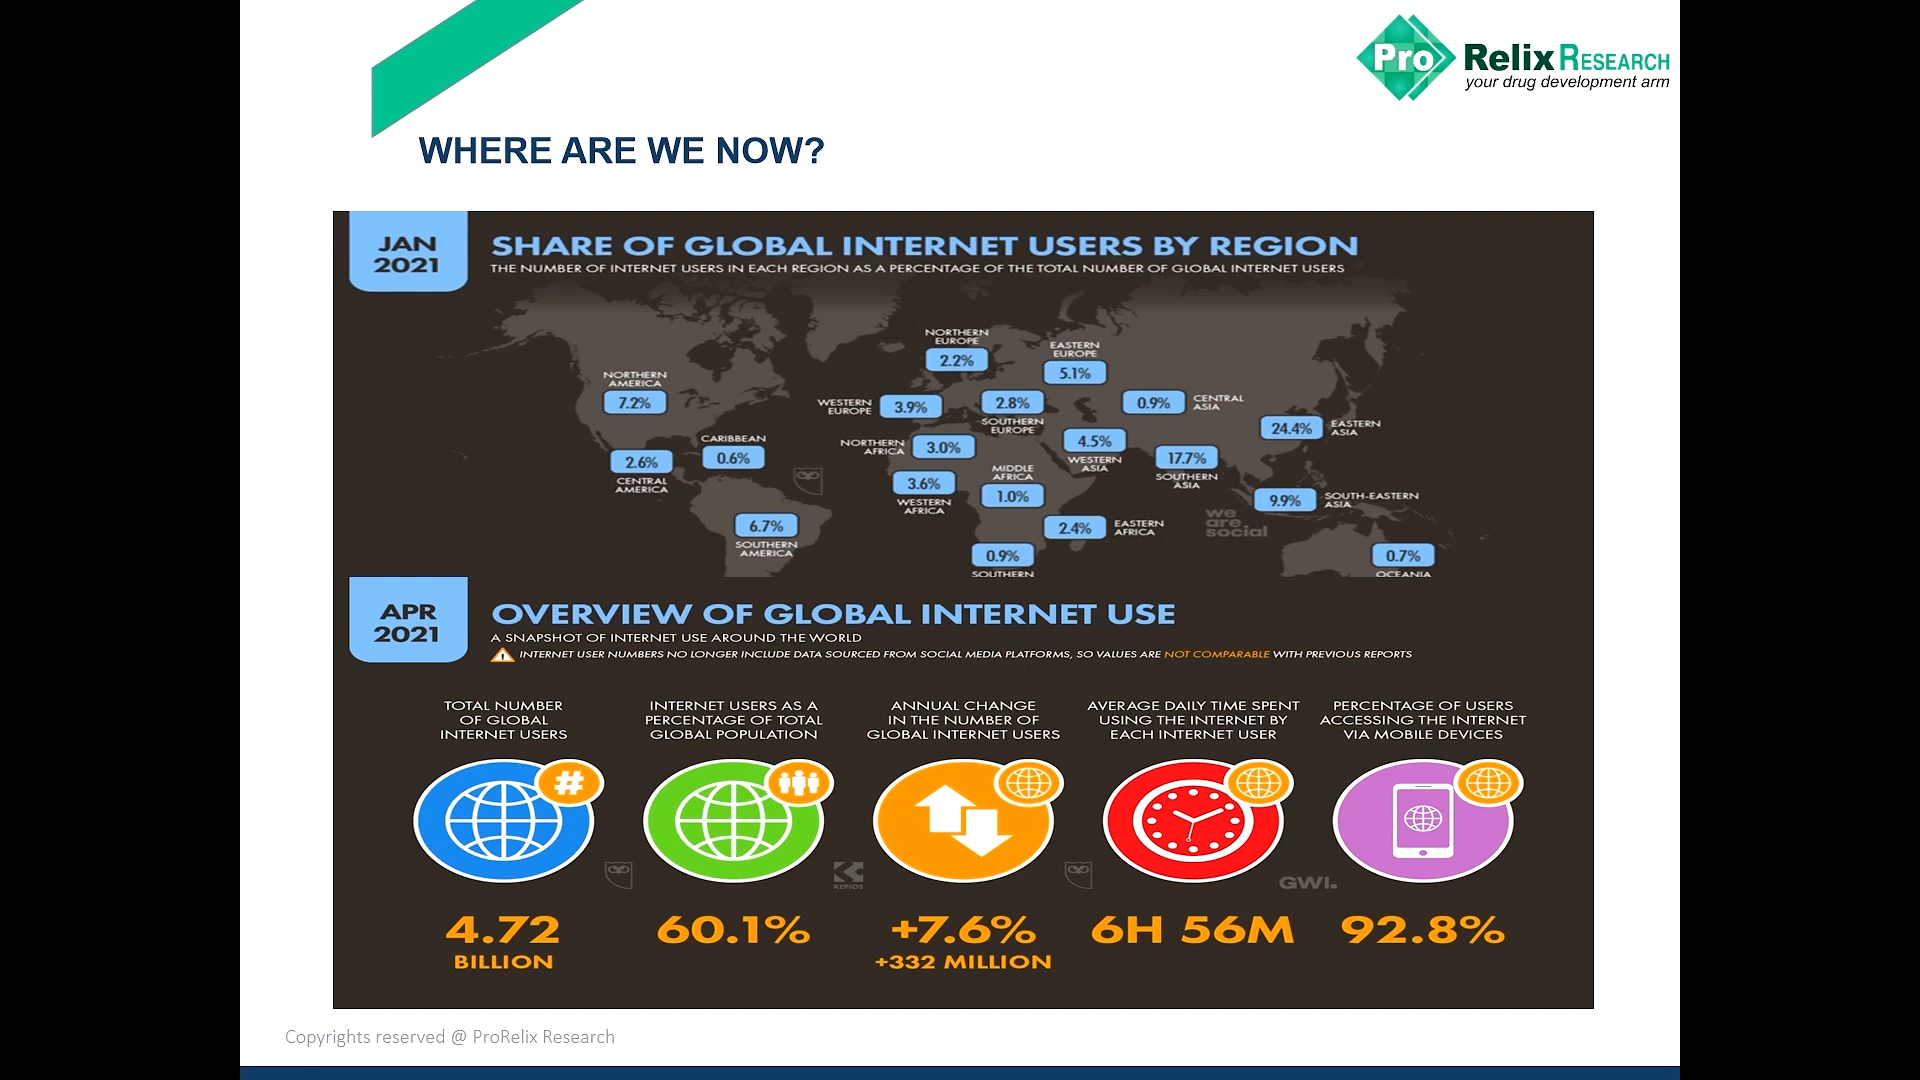 Pro
Relix RESEARCH
your drug development arm
WHERE ARE WE NOW?
JAN
2021
SHARE OF GLOBAL INTERNET USERS BY REGION
THE NUMBER OF INTERNET USERS IN EACH REGION AS A PERCENTAGE OF THE TOTAL NUMBER OF GLOBAL INTERNET USERS
NORTHERN
EUROPE
2.2%
EASTERN
EUROPE
5.1%
NORTHERN
AMERICA
7.2%
WESTERN
EUROPE
3.9%
2.8%
SOUTHERN
EUROPE
0.9%
CENTRAL
ASIA
24.4%
EASTERN
ASIA
CARIBBEAN
0.6%
NORTHERN
AFRICA
3.0%
4.5%
WESTERN
ASIA
17.7%
SOUTHERN
ASIA
2.6%
CENTRAL
AMERICA
3.6%
WESTERN
AFRICA
MIDDLE
AFRICA
1.0%
9.9%
SOUTH-EASTERN
ASIA
we
are
social
6.7%
SOUTHERN
AMERICA
2.4%
EASTERN
AFRICA
0.9%
SOUTHERN
0.7%
OCEANIA
APR
2021
OVERVIEW OF GLOBAL INTERNET USE
A SNAPSHOT OF INTERNET USE AROUND THE WORLD
INTERNET USER NUMBERS NO LONGER INCLUDE DATA SOURCED FROM SOCIAL MEDIA PLATFORMS, SO VALUES ARE NOT COMPARABLE WITH PREVIOUS REPORTS
TOTAL NUMBER
OF GLOBAL
INTERNET USERS
#
4.72
BILLION
INTERNET USERS AS A
PERCENTAGE OF TOTAL
GLOBAL POPULATION
60.1%
KEPIOS
ANNUAL CHANGE
IN THE NUMBER OF
GLOBAL INTERNET USERS
+7.6%
+332 MILLION
AVERAGE DAILY TIME SPENT
USING THE INTERNET BY
EACH INTERNET USER
6H 56M
GWI.
PERCENTAGE OF USERS
ACCESSING THE INTERNET
VIA MOBILE DEVICES
92.8%
Copyrights reserved @ ProRelix Research